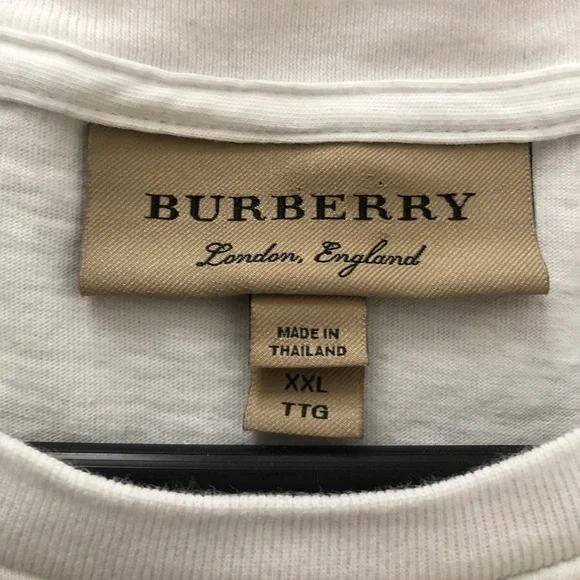 BURBERRY
London, England
MADE IN
THAILAND
XXL
TTG